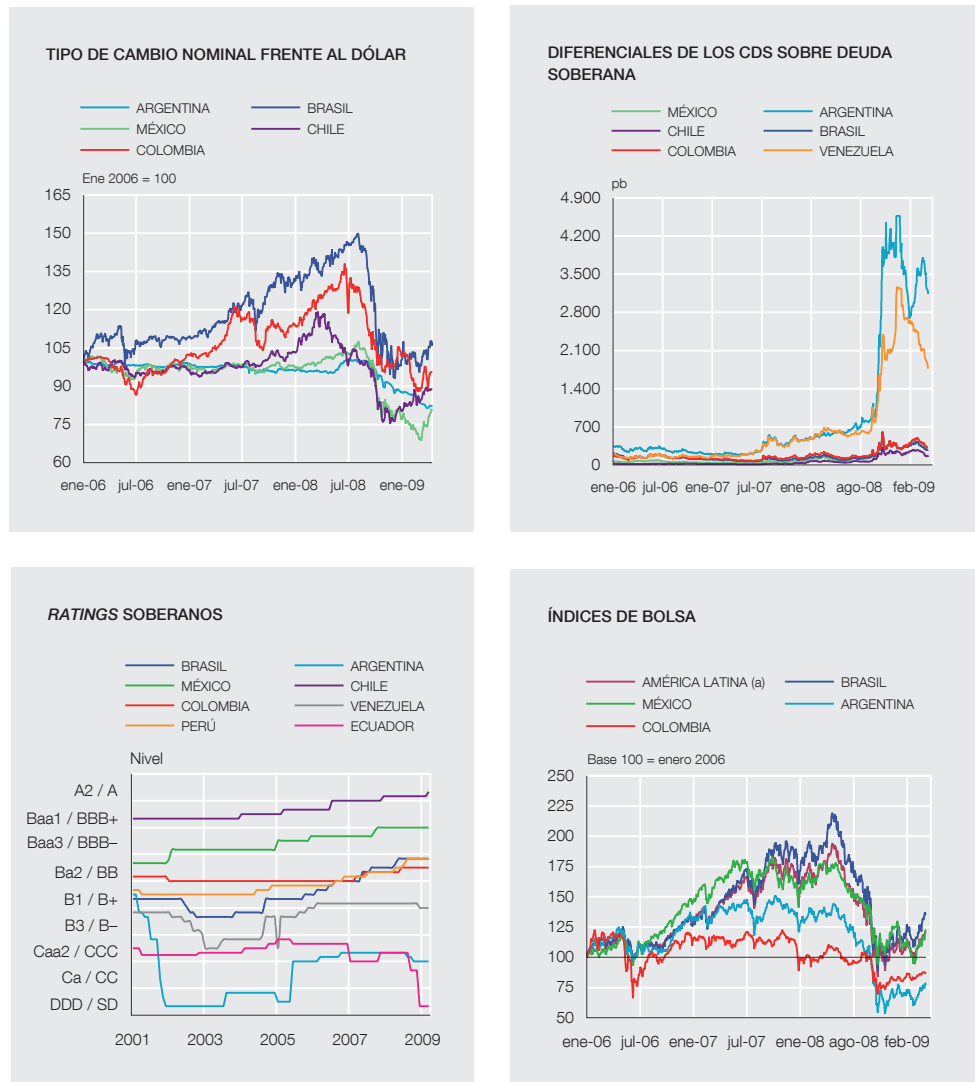 TIPO DE CAMBIO NOMINAL FRENTE AL DÓLAR
ARGENTINA BRASIL
MÉXICO CHILE
COLOMBIA
Ene 2006 = 100
165
150
135
120
105
90
75
60
ene-06 jul-06 ene-07 jul-07 ene-08 jul-08 ene-09
DIFERENCIALES DE LOS CDS SOBRE DEUDA
SOBERANA
MÉXICO ARGENTINA
CHILE BRASIL
COLOMBIA VENEZUELA
pb
4.900
4.200
3.500
2.800
2.100
1.400
700
0
ene-06 jul-06 ene-07 jul-07 ene-08 ago-08 feb-09
RATINGS SOBERANOS
BRASIL ARGENTINA
MÉXICO CHILE
COLOMBIA VENEZUELA
PERÚ ECUADOR
Nivel
A2 / A
Baa1 / BBB+
Baa3 / BBB–
Ba2 / BB
B1 / B+
B3 / B–
Caa2 / CCC
Ca / CC
DDD / SD
2001 2003 2005 2007 2009
ÍNDICES DE BOLSA
AMÉRICA LATINA (a) BRASIL
MÉXICO ARGENTINA
COLOMBIA
Base 100 = enero 2006
250
225
200
175
150
125
100
75
50
ene-06 jul-06 ene-07 jul-07 ene-08 ago-08 feb-09